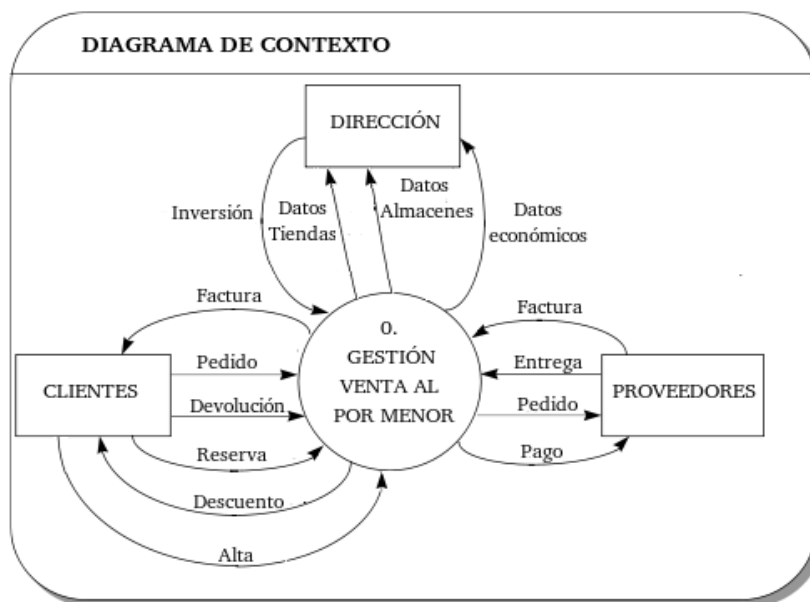 DIAGRAMA DE CONTEXTO
DIRECCIÓN
Inversión
Datos
Tiendas
Datos
Almacenes
Datos
económicos
Factura
Pedido
Devolución
Reserva
Descuento
Alta
CLIENTES
0.
GESTIÓN
VENTA AL
POR MENOR
Factura
Entrega
Pedido
Pago
PROVEEDORES